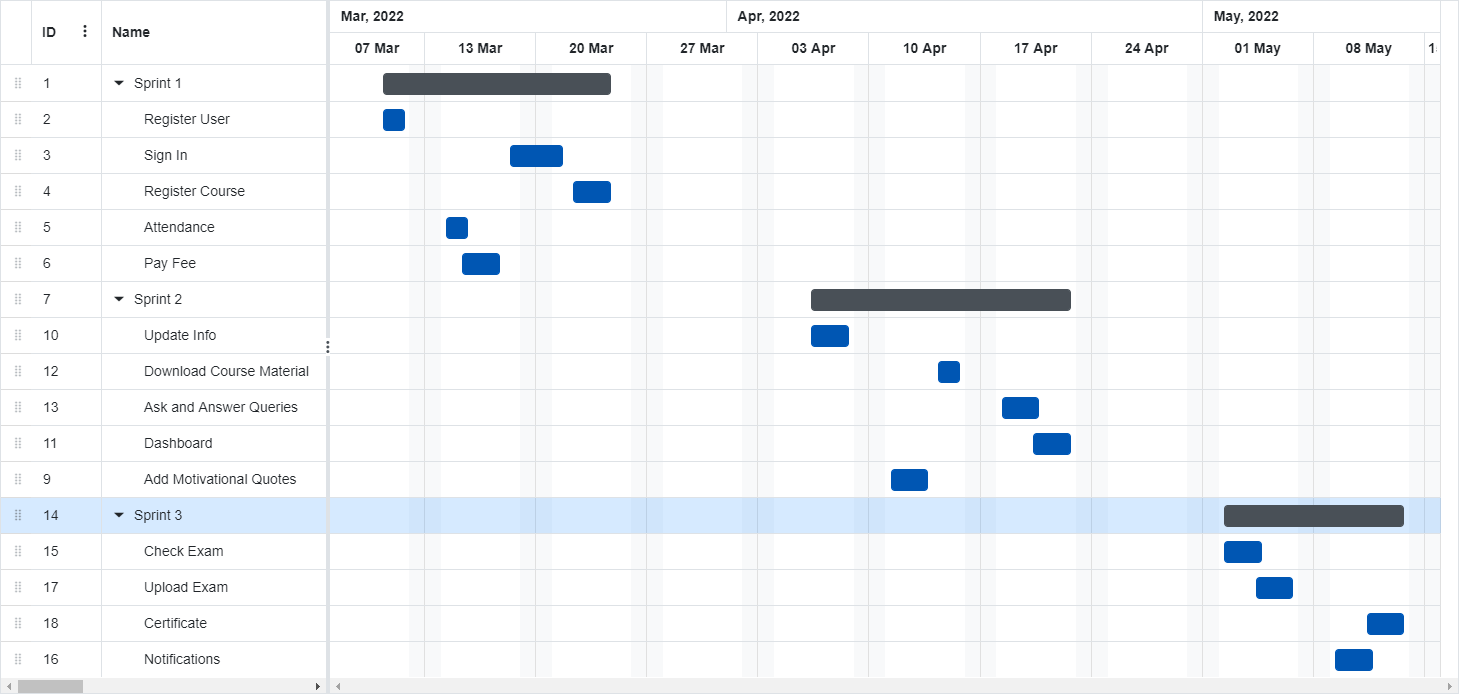 Mar, 2022 Apr, 2022 May, 2022
ID Name
07 Mar 13 Mar 20 Mar 27 Mar 03 Apr 10 Apr 17 Apr 24 Apr 01 May 08 May
1 Sprint 1
2 Register User
3 Sign In
4 Register Course
5 Attendance
6 Pay Fee
7 Sprint 2
10 Update Info
12 Download Course Material
13 Ask and Answer Queries
11 Dashboard
9 Add Motivational Quotes
14 Sprint 3
15 Check Exam
17 Upload Exam
18 Certificate
16 Notifications